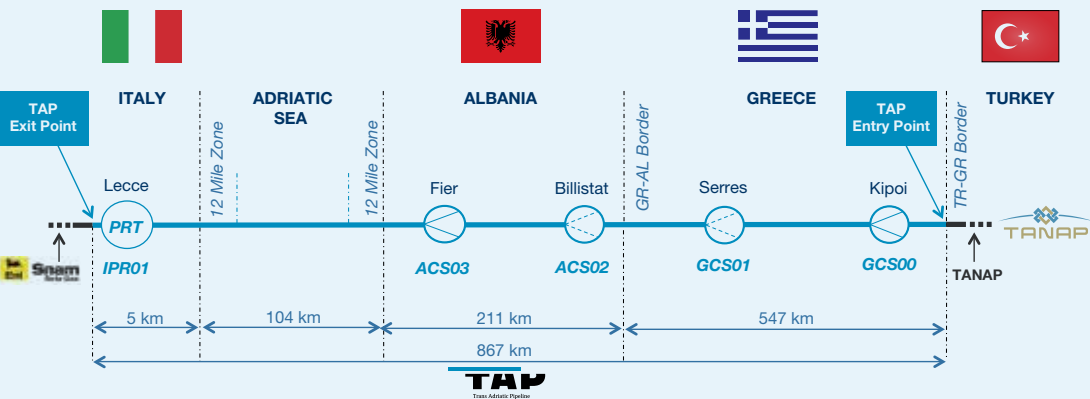 ITALY
ADRIATIC
SEA
ALBANIA
GREECE
TURKEY
TAP
Exit Point
TAP
Entry Point
12 Mile Zone
12 Mile Zone
GR-AL Border
TR-GR Border
Lecce
Fier
Billistat
Serres
Kipoi
PRT
TANAP
IPR01
ACS03
ACS02
GCS01
GCS00
Snam
TANAP
5 km
104 km
211 km
547 km
867 km
TAP
Trans Adriatic Pipeline